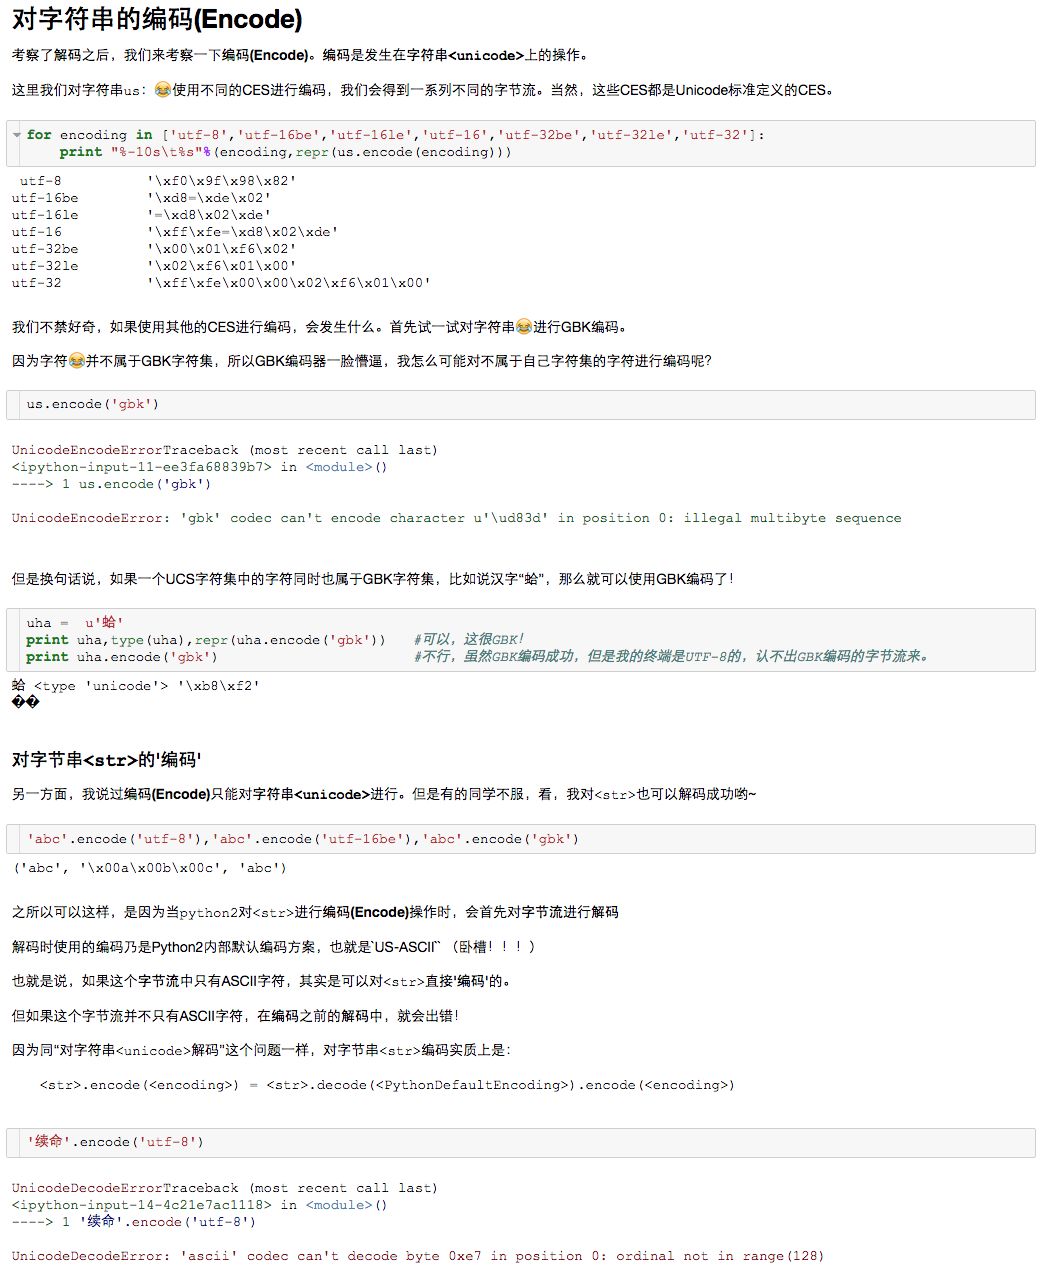 对字符串的编码(Encode)
考察了解码之后，我们来考察一下编码(Encode)。编码是发生在字符串<unicode>上的操作。
这里我们对字符串us：😂使用不同的CES进行编码，我们会得到一系列不同的字节流。当然，这些CES都是Unicode标准定义的CES。
for encoding in ['utf-8','utf-16be','utf-16le','utf-16','utf-32be','utf-32le','utf-32']:
    print "%-10s\t%s"%(encoding,repr(us.encode(encoding)))
utf-8          '\xf0\x9f\x98\x82'
utf-16be        '\xd8=\xde\x02'
utf-16le        '=\xd8\x02\xde'
utf-16          '\xff\xfe=\xd8\x02\xde'
utf-32be        '\x00\x01\xf6\x02'
utf-32le        '\x02\xf6\x01\x00'
utf-32          '\xff\xfe\x00\x00\x02\xf6\x01\x00'
我们不禁好奇，如果使用其他的CES进行编码，会发生什么。首先试一试对字符串😂进行GBK编码。
因为字符😂并不属于GBK字符集，所以GBK编码器一脸懵逼，我怎么可能对不属于自己字符集的字符进行编码呢？
us.encode('gbk')
UnicodeEncodeErrorTraceback (most recent call last)
<ipython-input-11-ee3fa68839b7> in <module>()
----> 1 us.encode('gbk')
UnicodeEncodeError: 'gbk' codec can't encode character u'\ud83d' in position 0: illegal multibyte sequence
但是换句话说，如果一个UCS字符集中的字符同时也属于GBK字符集，比如说汉字“蛤”，那么就可以使用GBK编码了！
uha =  u'蛤'
print uha,type(uha),repr(uha.encode('gbk'))   #可以，这很GBK！
print uha.encode('gbk')                       #不行，虽然GBK编码成功，但是我的终端是UTF-8的，认不出GBK编码的字节流来。
蛤 <type 'unicode'> '\xb8\xf2'
��
对字节串<str>的'编码'
另一方面，我说过编码(Encode)只能对字符串<unicode>进行。但是有的同学不服，看，我对<str>也可以解码成功哟~
'abc'.encode('utf-8'),'abc'.encode('utf-16be'),'abc'.encode('gbk')
('abc', '\x00a\x00b\x00c', 'abc')
之所以可以这样，是因为当python2对<str>进行编码(Encode)操作时，会首先对字节流进行解码
解码时使用的编码乃是Python2内部默认编码方案，也就是`US-ASCII``（卧槽！！！）
也就是说，如果这个字节流中只有ASCII字符，其实是可以对<str>直接'编码'的。
但如果这个字节流并不只有ASCII字符，在编码之前的解码中，就会出错！
因为同“对字符串<unicode>解码”这个问题一样，对字节串<str>编码实质上是：
<str>.encode(<encoding>) = <str>.decode(<PythonDefaultEncoding>).encode(<encoding>)
'续命'.encode('utf-8')
UnicodeDecodeErrorTraceback (most recent call last)
<ipython-input-14-4c21e7ac1118> in <module>()
----> 1 '续命'.encode('utf-8')
UnicodeDecodeError: 'ascii' codec can't decode byte 0xe7 in position 0: ordinal not in range(128)